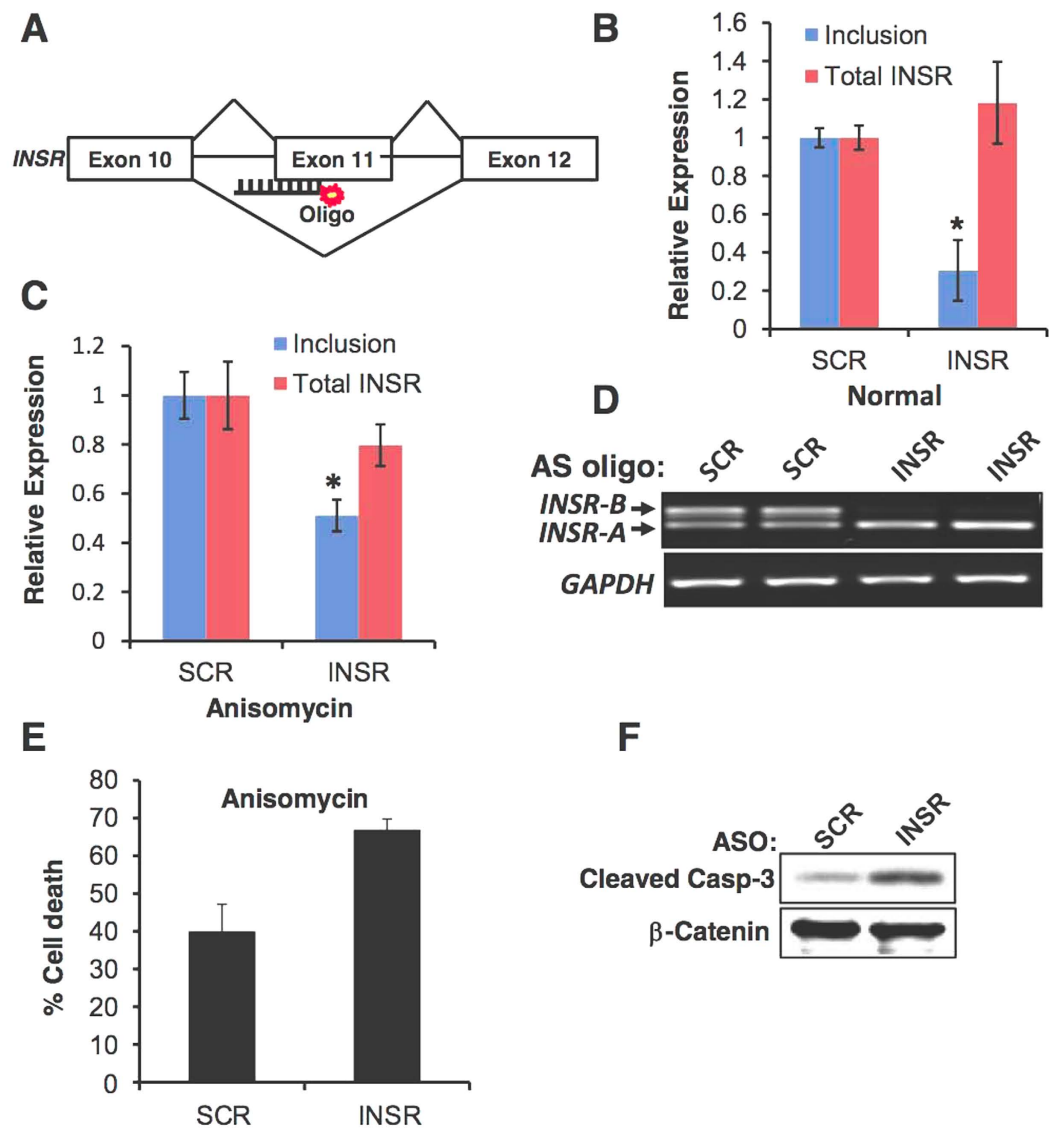 A
INSR Exon 10 Exon 11 Exon 12
Oligo
B
Relative Expression
1.6
1.4
1.2
1
0.8
0.6
0.4
0.2
0
Inclusion
Total INSR
*
SCR INSR
Normal
C
Relative Expression
1.2
1
0.8
0.6
0.4
0.2
0
Inclusion
Total INSR
*
SCR INSR
Anisomycin
D
AS oligo: SCR SCR INSR INSR
INSR-B
INSR-A
GAPDH
E
% Cell death
80
70
60
50
40
30
20
10
0
Anisomycin
SCR INSR
F
ASO: SCR INSR
Cleaved Casp-3
β-Catenin